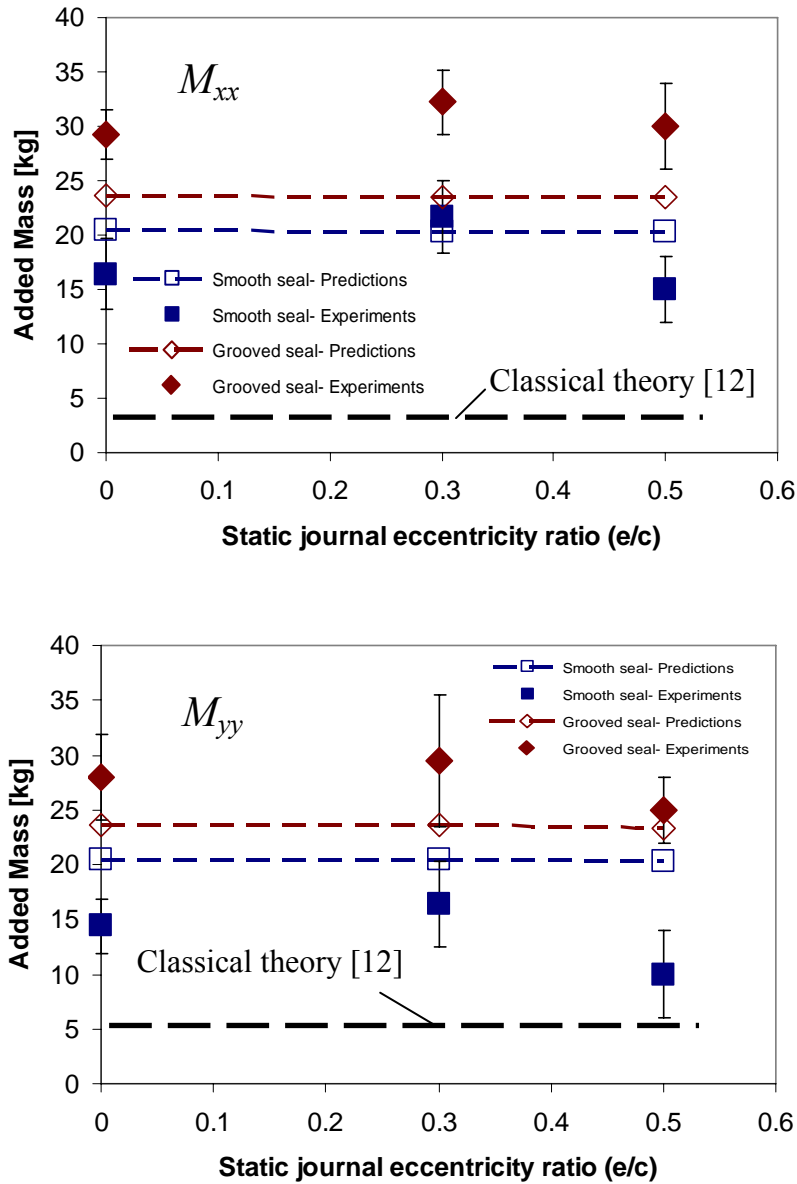 40
35
30
25
20
15
10
5
0
Added Mass [kg]
Mxx
Smooth seal- Predictions
Smooth seal- Experiments
Grooved seal- Predictions
Grooved seal- Experiments
Classical theory [12]
0 0.1 0.2 0.3 0.4 0.5 0.6
Static journal eccentricity ratio (e/c)
40
35
30
25
20
15
10
5
0
Added Mass [kg]
Myy
Smooth seal- Predictions
Smooth seal- Experiments
Grooved seal- Predictions
Grooved seal- Experiments
Classical theory [12]
0 0.1 0.2 0.3 0.4 0.5 0.6
Static journal eccentricity ratio (e/c)